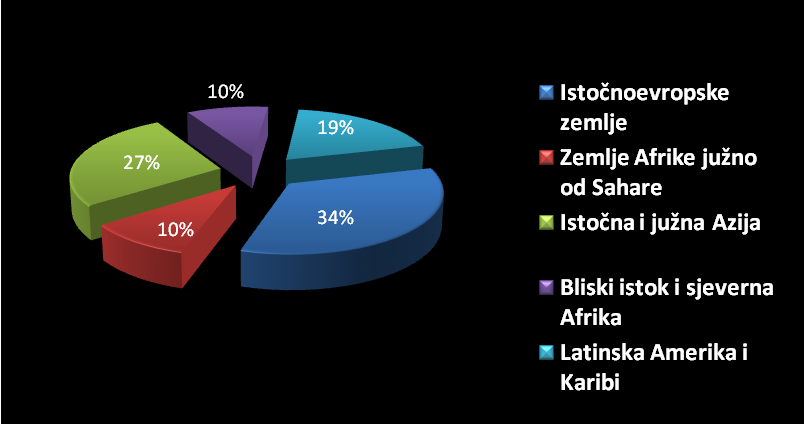 10%
19%
27%
34%
10%
Istočnoevropske
zemlje
Zemlje Afrike južno
od Sahare
Istočna i južna Azija
Bliski istok i sjeverna
Afrika
Latinska Amerika i
Karibi